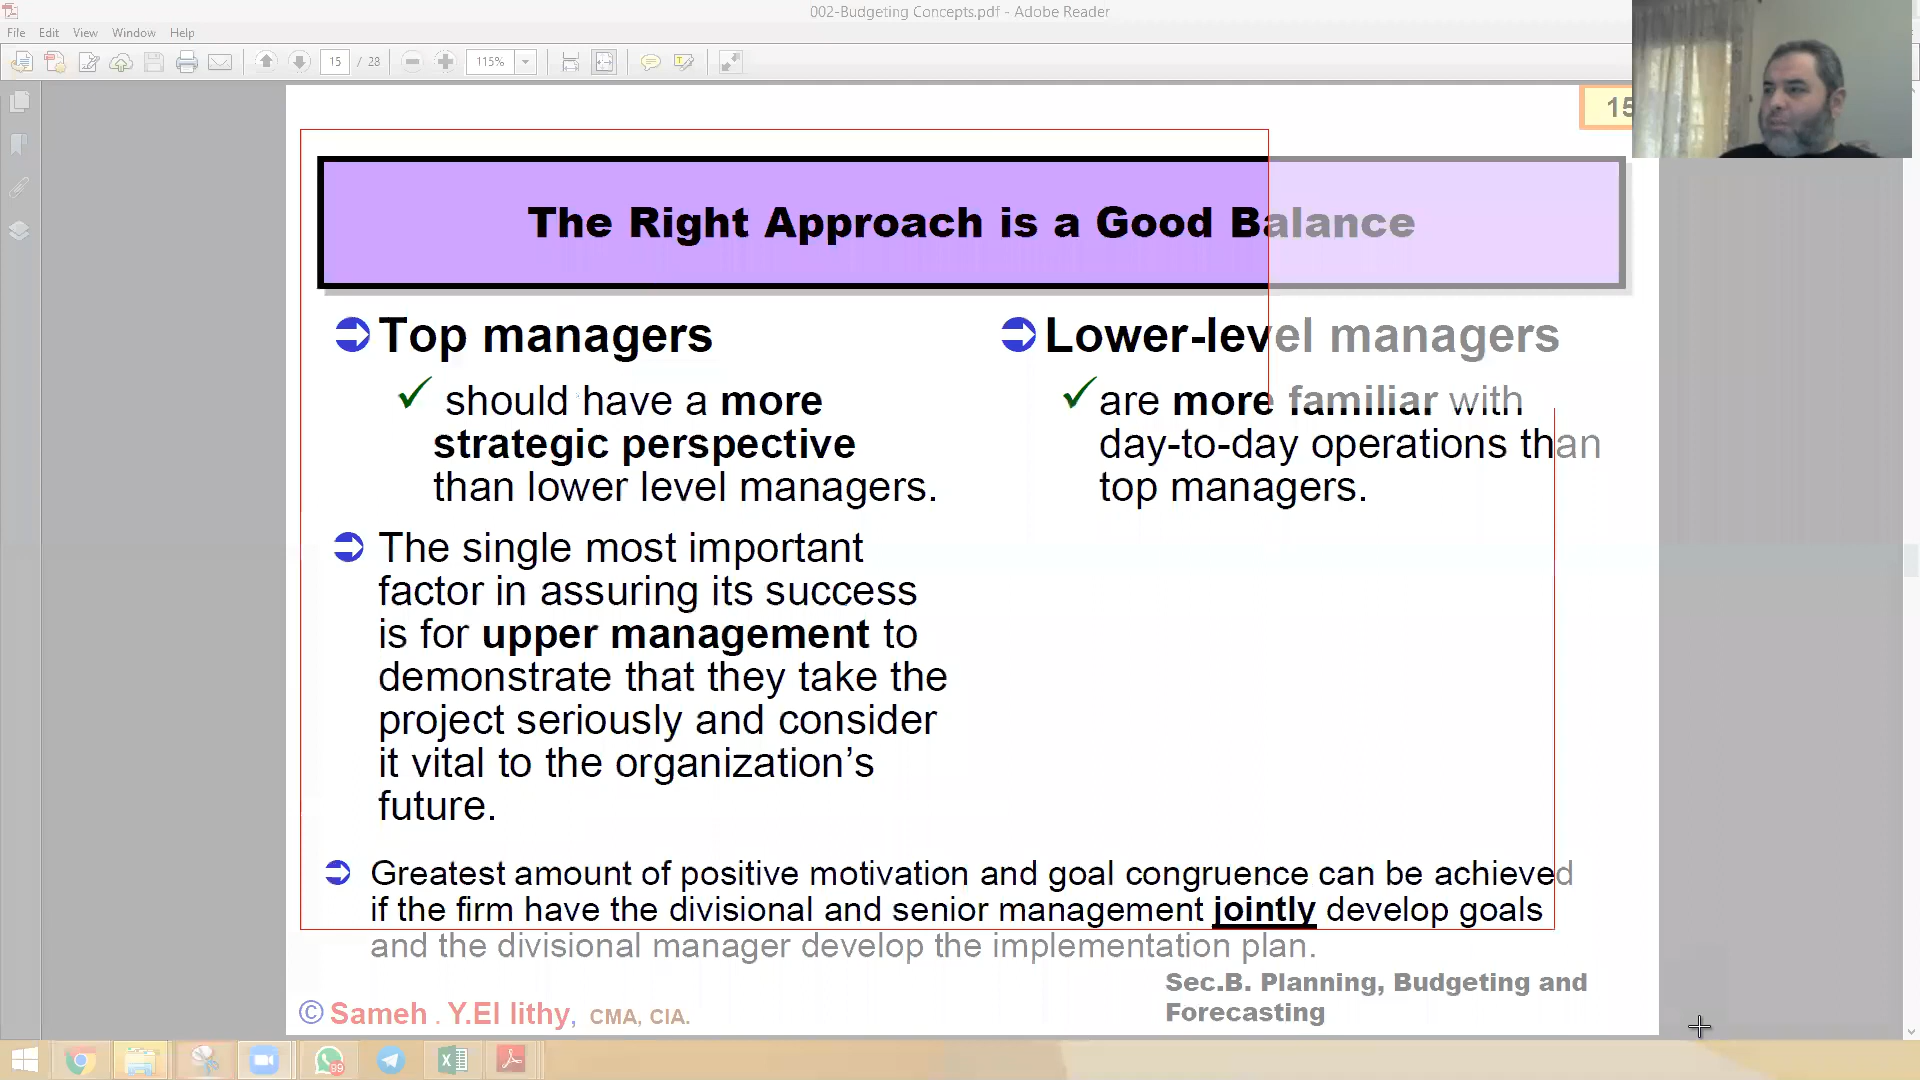 002-Budgeting Concepts.pdf - Adobe Reader
File Edit View Window Help
15 / 28 115%
15
The Right Approach is a Good Balance
Top managers
should have a more
strategic perspective
than lower level managers.
The single most important
factor in assuring its success
is for upper management to
demonstrate that they take the
project seriously and consider
it vital to the organization’s
future.
Lower-level managers
are more familiar with
day-to-day operations than
top managers.
Greatest amount of positive motivation and goal congruence can be achieved
if the firm have the divisional and senior management jointly develop goals
and the divisional manager develop the implementation plan.
Sec.B. Planning, Budgeting and
Forecasting
© Sameh . Y.El lithy, CMA, CIA.
99